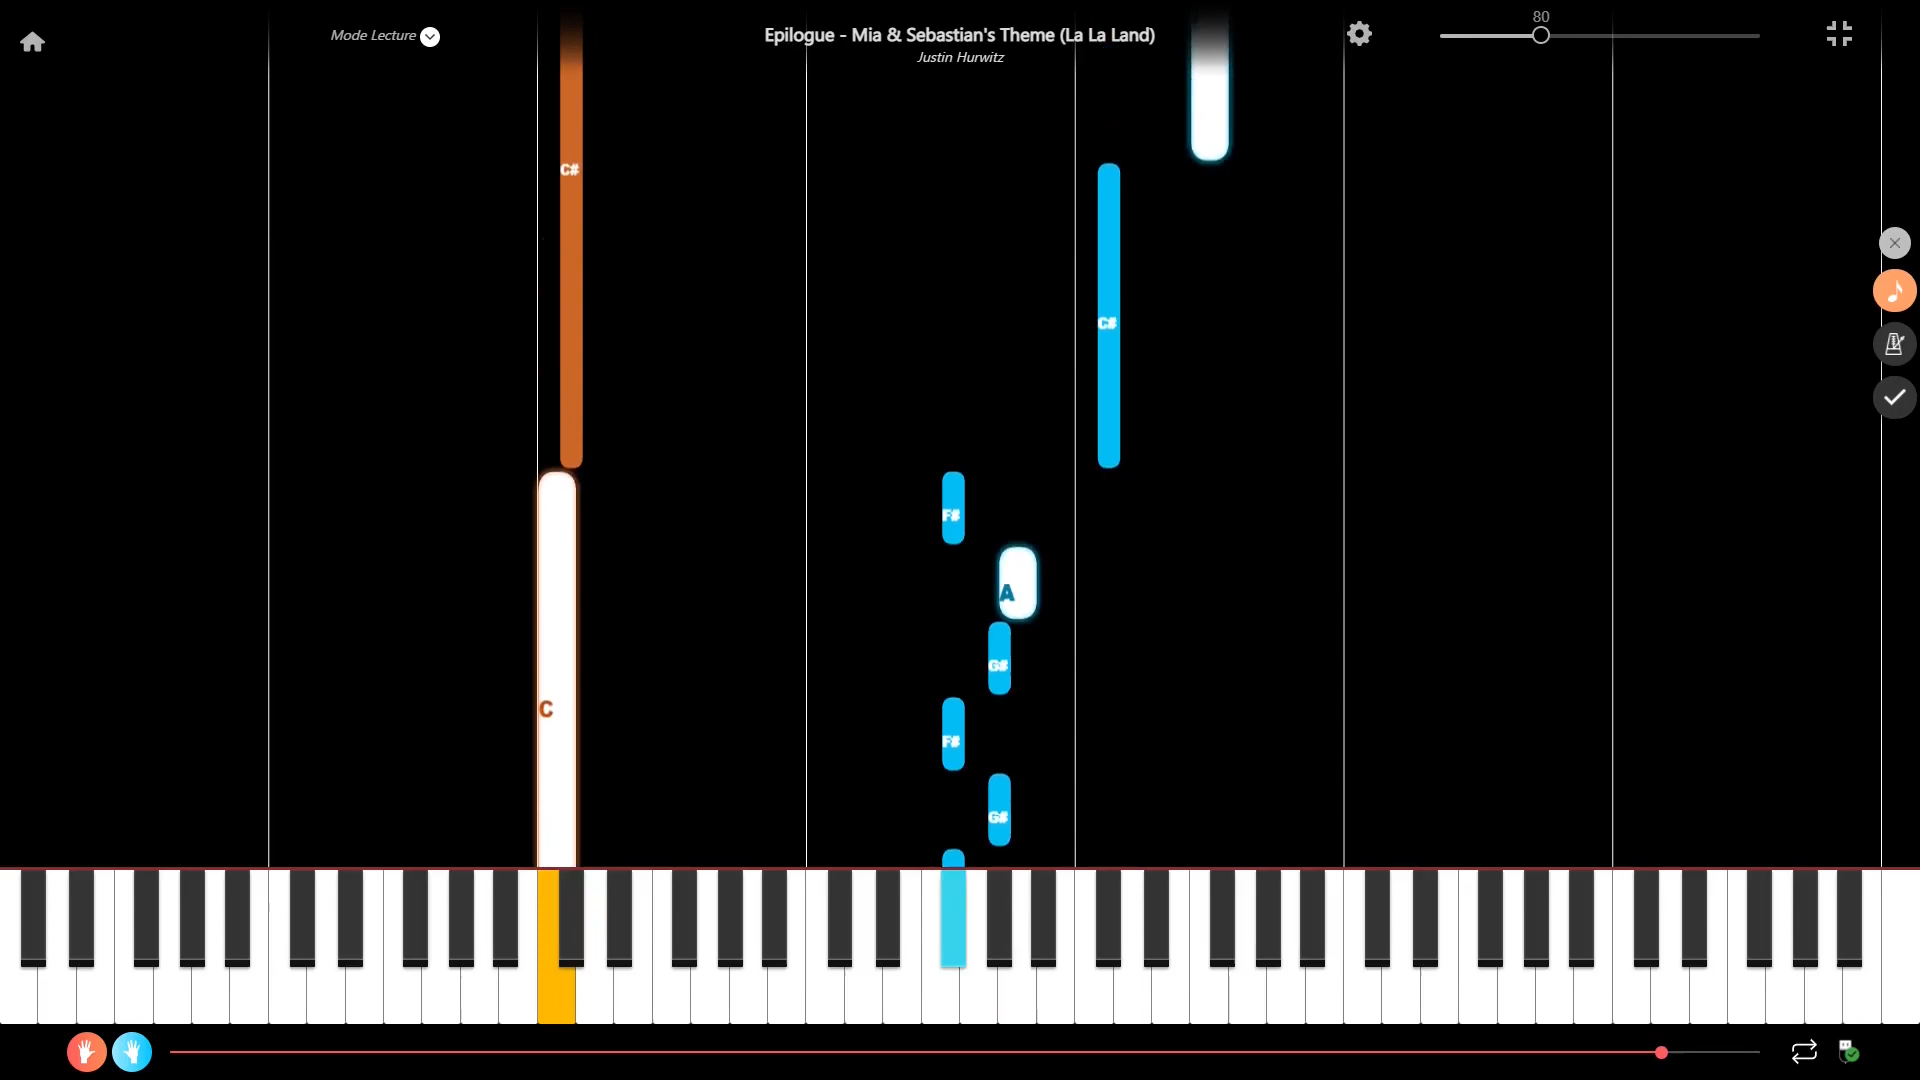 Mode Lecture
Epilogue - Mia & Sebastian's Theme (La La Land)
Justin Hurwitz
80
C#
C#
F#
A
G#
C
F#
G#